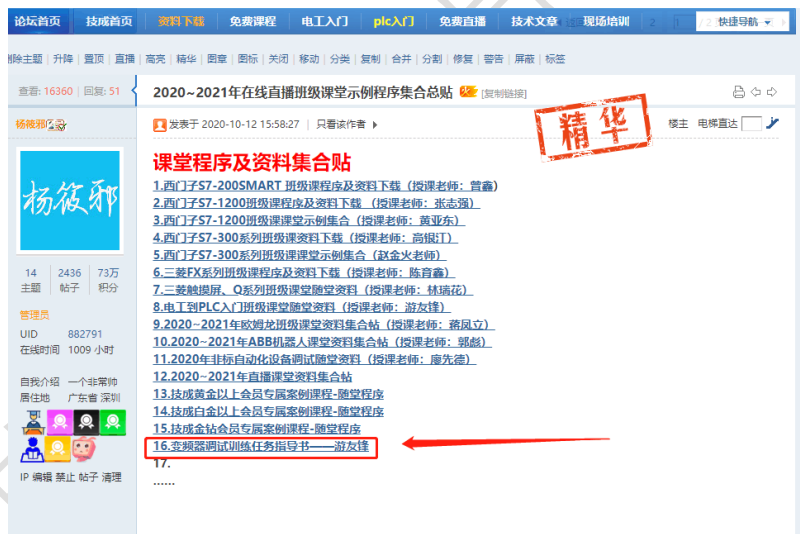 论坛首页 技成首页 资料下载 免费课程 电工入门 plc入门 免费直播 技术文章 现场培训 2 1 / 2 快捷导航
删除主题 | 升降 | 置顶 | 直播 | 高亮 | 精华 | 图章 | 图标 | 关闭 | 移动 | 分类 | 复制 | 合并 | 分割 | 修复 | 警告 | 屏蔽 | 标签
查看: 16360 | 回复: 51
2020~2021年在线直播班级课堂示例程序集合总贴 火 [复制链接]
杨筱邪
发表于 2020-10-12 15:58:27 | 只看该作者
楼主 电梯直达
精华
杨筱邪
课堂程序及资料集合贴
1.西门子S7-200SMART 班级课程序及资料下载（授课老师：曾鑫）
2.西门子S7-1200班级课程序及资料下载 （授课老师：张志强）
3.西门子S7-1200班级课课堂示例集合（授课老师：黄亚东）
4.西门子S7-300系列班级课资料下载（授课老师：尚银江）
5.西门子S7-300系列班级课课堂示例集合（赵金火老师）
6.三菱FX系列班级课程序及资料下载（授课老师：陈育鑫）
7.三菱触摸屏、Q系列班级课堂随堂资料（授课老师：林瑞花）
8.电工到PLC入门班级课堂随堂资料（授课老师：游友锋）
9.2020~2021年欧姆龙班级课堂资料集合帖（授课老师：蒋凤立）
10.2020~2021年ABB机器人课堂资料集合帖（授课老师：郭彪）
11.2020年非标自动化设备调试随堂资料（授课老师：廖先德）
12.2020~2021年直播课堂资料集合帖
13.技成黄金以上会员专属案例课程-随堂程序
14.技成白金以上会员专属案例课程-随堂程序
15.技成金钻会员专属案例课程-随堂程序
16.变频器调试训练任务指导书——游友锋
17.
......
14 2436 73万
主题 帖子 积分
管理员
UID 882791
在线时间 1009 小时
自我介绍 一个非常帅
居住地 广东省 深圳
IP 编辑 禁止 帖子 清理